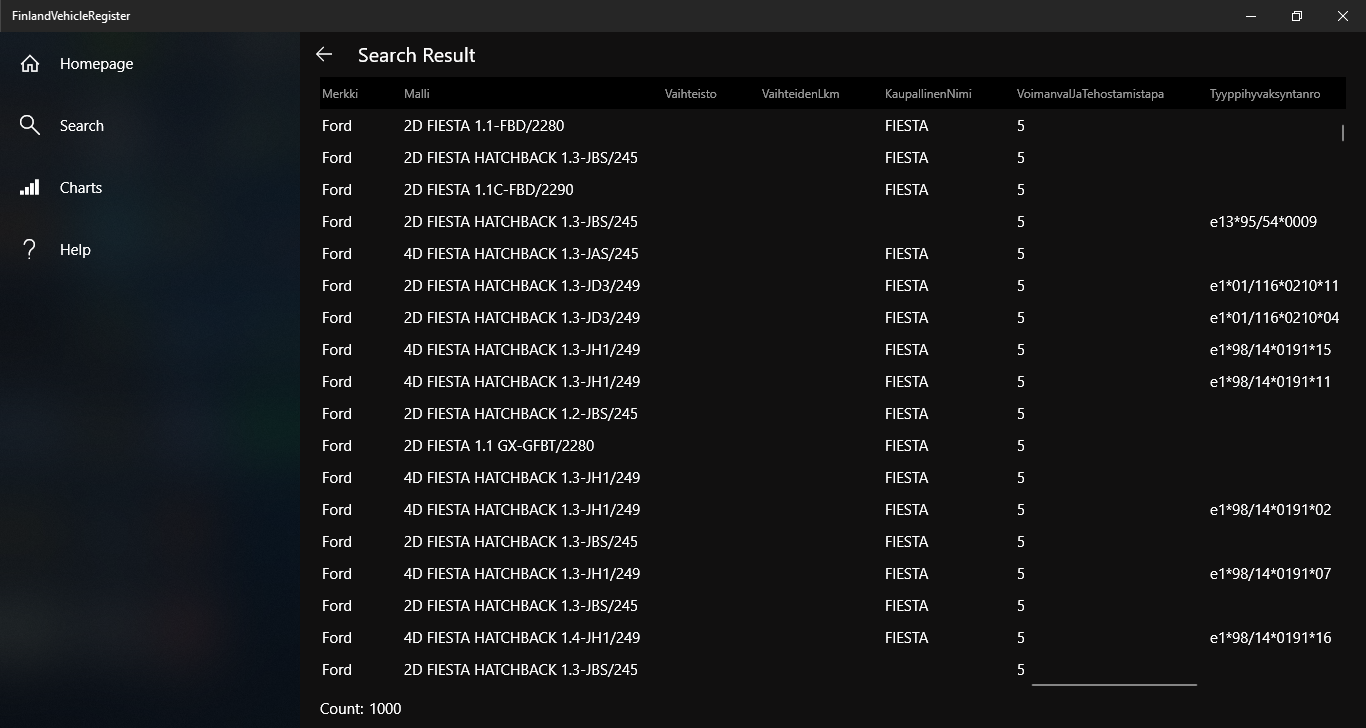 FinlandVehicleRegister
Homepage
Search
Charts
Help
Search Result
Merkki Malli Vaihteisto VaihteidenLkm KaupallinenNimi VoimanvalJaTehostamistapa Tyyppihyvaksyntanro
Ford 2D FIESTA 1.1-FBD/2280 FIESTA 5
Ford 2D FIESTA HATCHBACK 1.3-JBS/245 FIESTA 5
Ford 2D FIESTA 1.1C-FBD/2290 FIESTA 5
Ford 2D FIESTA HATCHBACK 1.3-JBS/245 5 e13*95/54*0009
Ford 4D FIESTA HATCHBACK 1.3-JAS/245 FIESTA 5
Ford 2D FIESTA HATCHBACK 1.3-JD3/249 FIESTA 5 e1*01/116*0210*11
Ford 2D FIESTA HATCHBACK 1.3-JD3/249 FIESTA 5 e1*01/116*0210*04
Ford 4D FIESTA HATCHBACK 1.3-JH1/249 FIESTA 5 e1*98/14*0191*15
Ford 4D FIESTA HATCHBACK 1.3-JH1/249 FIESTA 5 e1*98/14*0191*11
Ford 2D FIESTA HATCHBACK 1.2-JBS/245 FIESTA 5
Ford 2D FIESTA 1.1 GX-GFBT/2280 FIESTA 5
Ford 4D FIESTA HATCHBACK 1.3-JH1/249 FIESTA 5
Ford 4D FIESTA HATCHBACK 1.3-JH1/249 FIESTA 5 e1*98/14*0191*02
Ford 2D FIESTA HATCHBACK 1.3-JBS/245 FIESTA 5
Ford 4D FIESTA HATCHBACK 1.3-JH1/249 FIESTA 5 e1*98/14*0191*07
Ford 2D FIESTA HATCHBACK 1.3-JBS/245 FIESTA 5
Ford 4D FIESTA HATCHBACK 1.4-JH1/249 FIESTA 5 e1*98/14*0191*16
Ford 2D FIESTA HATCHBACK 1.3-JBS/245 5
Count: 1000